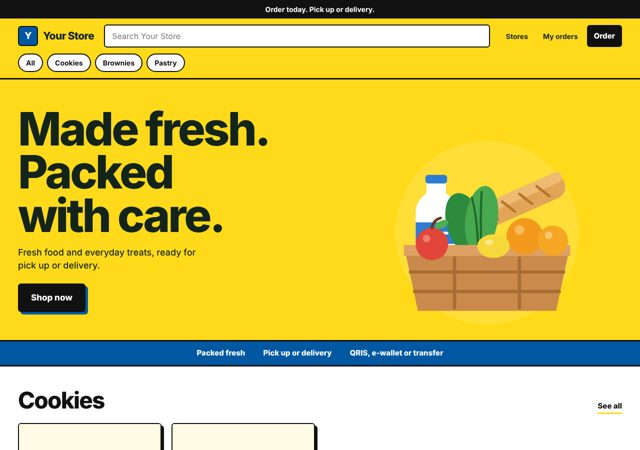 Order today. Pick up or delivery.
Y
Your Store
Search Your Store
Stores
My orders
Order
All
Cookies
Brownies
Pastry
Made fresh.
Packed
with care.
Fresh food and everyday treats, ready for
pick up or delivery.
Shop now
Packed fresh
Pick up or delivery
QRIS, e-wallet or transfer
Cookies
See all